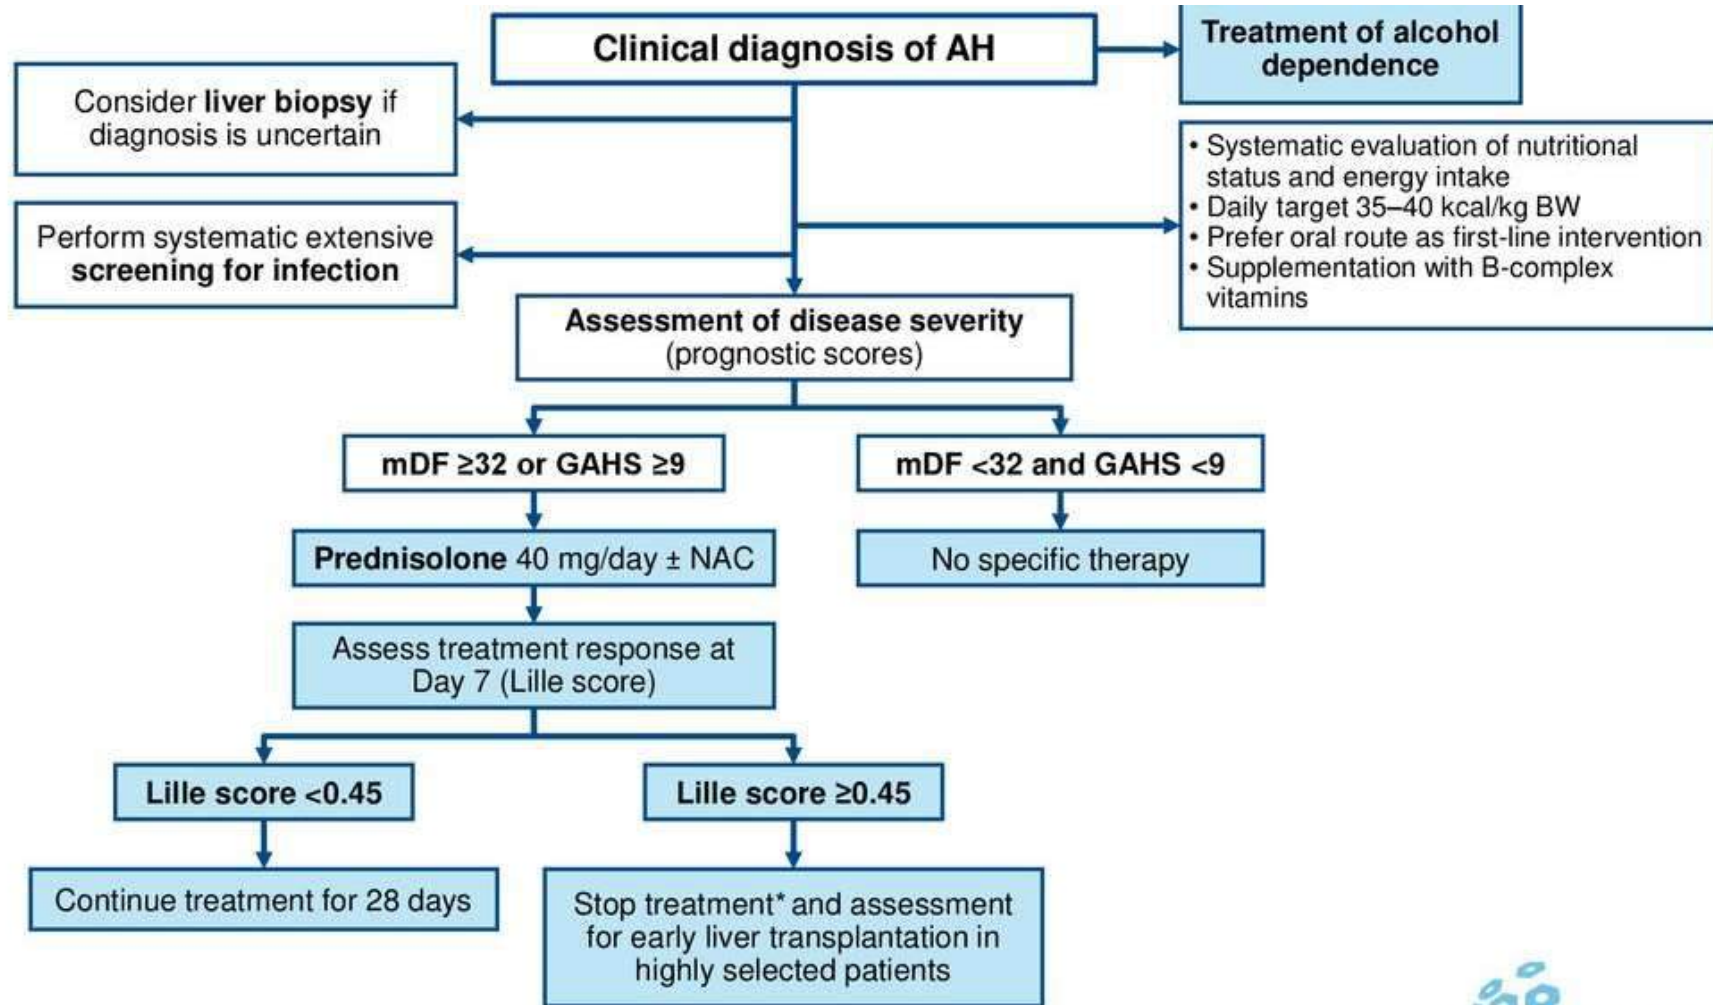 Clinical diagnosis of AH
Treatment of alcohol
dependence
Consider liver biopsy if
diagnosis is uncertain
• Systematic evaluation of nutritional
status and energy intake
• Daily target 35–40 kcal/kg BW
• Prefer oral route as first-line intervention
• Supplementation with B-complex
vitamins
Perform systematic extensive
screening for infection
Assessment of disease severity
(prognostic scores)
mDF ≥32 or GAHS ≥9
mDF <32 and GAHS <9
Prednisolone 40 mg/day ± NAC
No specific therapy
Assess treatment response at
Day 7 (Lille score)
Lille score <0.45
Lille score ≥0.45
Continue treatment for 28 days
Stop treatment* and assessment
for early liver transplantation in
highly selected patients